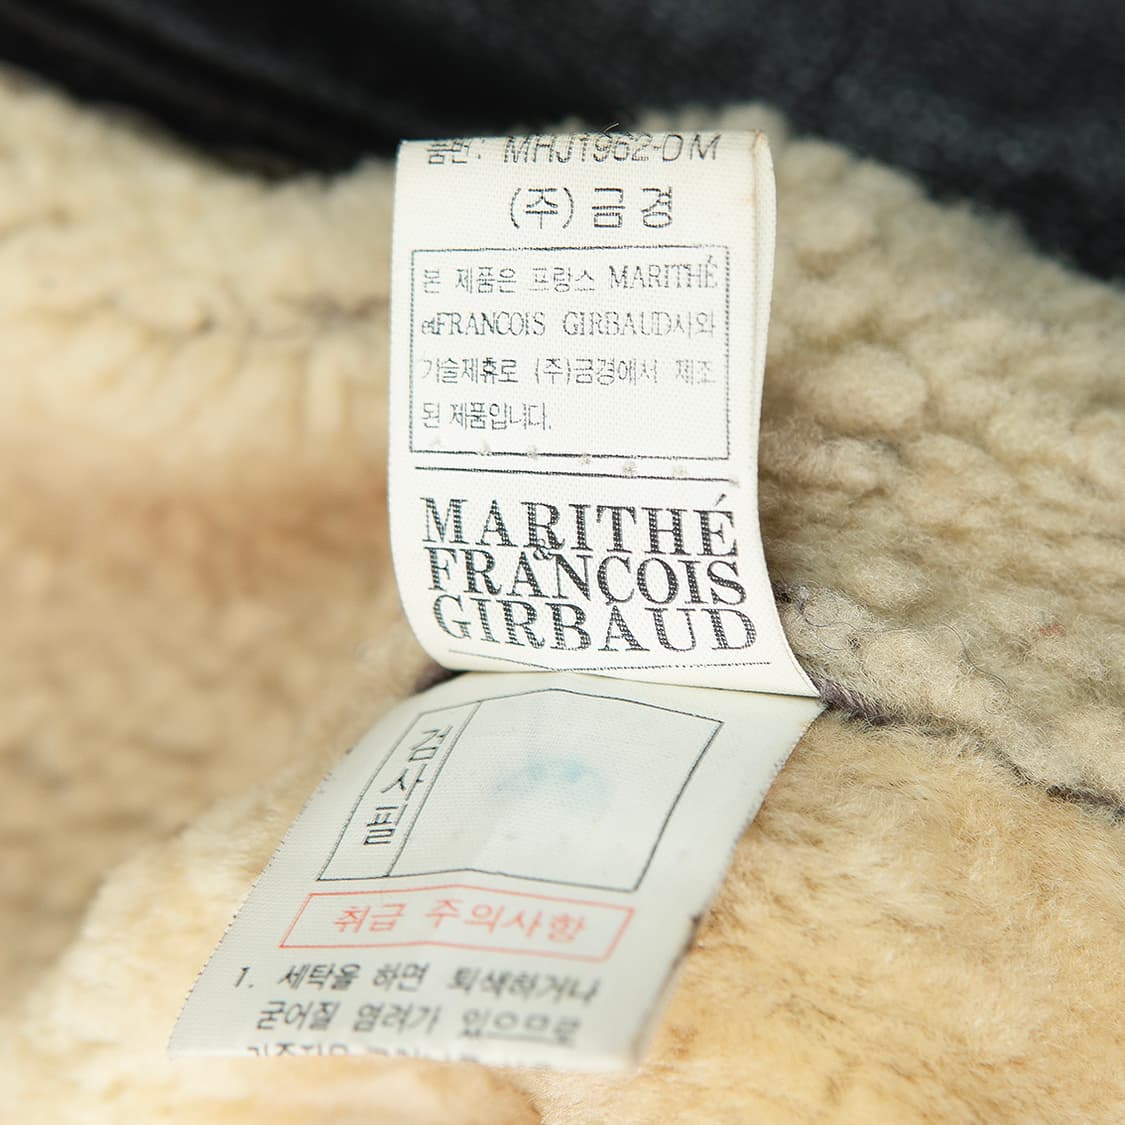 품번: MHJ1962-DM
(주)금경
본 제품은 프랑스 MARITHÉ
etFRANCOIS GIRBAUD사와
기술제휴로 (주)금경에서 제조
된 제품입니다.
MARITHÉ
&
FRANÇOIS
GIRBAUD
검사필
취급 주의사항
1. 세탁을 하면 퇴색하거나
굳어질 염려가 있으므로